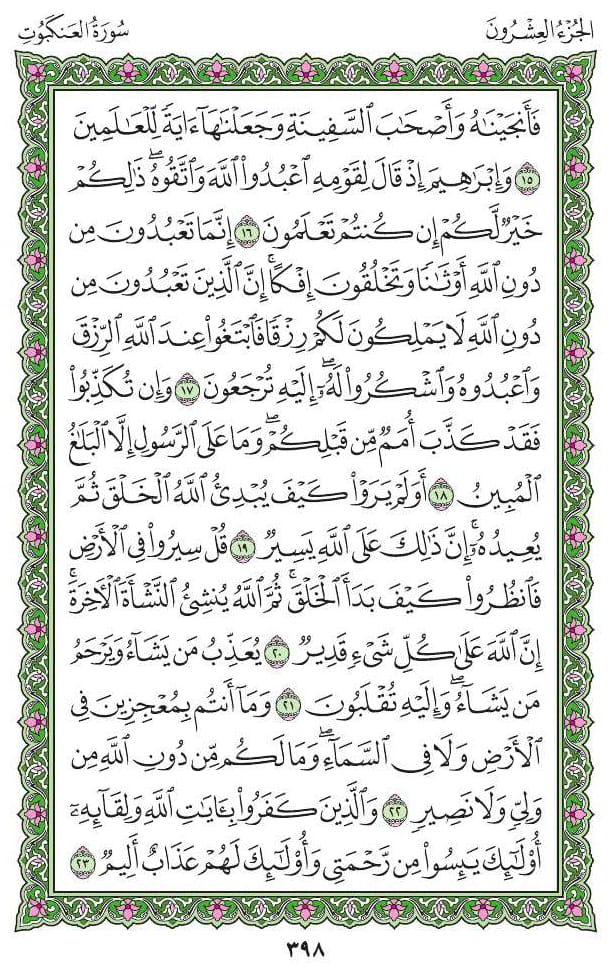 الجُزْءُ العِشْرُونَ
سُورَةُ العَنكَبُوتِ
فَأَنجَيْنَٰهُ وَأَصْحَٰبَ ٱلسَّفِينَةِ وَجَعَلْنَٰهَآ ءَايَةً لِّلْعَٰلَمِينَ
١٥ وَإِبْرَٰهِيمَ إِذْ قَالَ لِقَوْمِهِ ٱعْبُدُوا۟ ٱللَّهَ وَٱتَّقُوهُ ۖ ذَٰلِكُمْ
خَيْرٌ لَّكُمْ إِن كُنتُمْ تَعْلَمُونَ ١٦ إِنَّمَا تَعْبُدُونَ مِن
دُونِ ٱللَّهِ أَوْثَٰنًا وَتَخْلُقُونَ إِفْكًا ۚ إِنَّ ٱلَّذِينَ تَعْبُدُونَ مِن
دُونِ ٱللَّهِ لَا يَمْلِكُونَ لَكُمْ رِزْقًا فَٱبْتَغُوا۟ عِندَ ٱللَّهِ ٱلرِّزْقَ
وَٱعْبُدُوهُ وَٱشْكُرُوا۟ لَهُۥٓ ۖ إِلَيْهِ تُرْجَعُونَ ١٧ وَإِن تُكَذِّبُوا۟
فَقَدْ كَذَّبَ أُمَمٌ مِّن قَبْلِكُمْ ۖ وَمَا عَلَى ٱلرَّسُولِ إِلَّا ٱلْبَلَٰغُ
ٱلْمُبِينُ ١٨ أَوَلَمْ يَرَوْا۟ كَيْفَ يُبْدِئُ ٱللَّهُ ٱلْخَلْقَ ثُمَّ
يُعِيدُهُۥٓ ۚ إِنَّ ذَٰلِكَ عَلَى ٱللَّهِ يَسِيرٌ ١٩ قُلْ سِيرُوا۟ فِى ٱلْأَرْضِ
فَٱنظُرُوا۟ كَيْفَ بَدَأَ ٱلْخَلْقَ ۚ ثُمَّ ٱللَّهُ يُنشِئُ ٱلنَّشْأَةَ ٱلْءَاخِرَةَ ۚ
إِنَّ ٱللَّهَ عَلَىٰ كُلِّ شَىْءٍ قَدِيرٌ ٢٠ يُعَذِّبُ مَن يَشَآءُ وَيَرْحَمُ
مَن يَشَآءُ ۖ وَإِلَيْهِ تُقْلَبُونَ ٢١ وَمَآ أَنتُم بِمُعْجِزِينَ فِى
ٱلْأَرْضِ وَلَا فِى ٱلسَّمَآءِ ۖ وَمَا لَكُم مِّن دُونِ ٱللَّهِ مِن
وَلِىٍّ وَلَا نَصِيرٍ ٢٢ وَٱلَّذِينَ كَفَرُوا۟ بِـَٔايَٰتِ ٱللَّهِ وَلِقَآئِهِۦٓ
أُو۟لَٰٓئِكَ يَئِسُوا۟ مِن رَّحْمَتِى وَأُو۟لَٰٓئِكَ لَهُمْ عَذَابٌ أَلِيمٌ ٢٣
٣٩٨